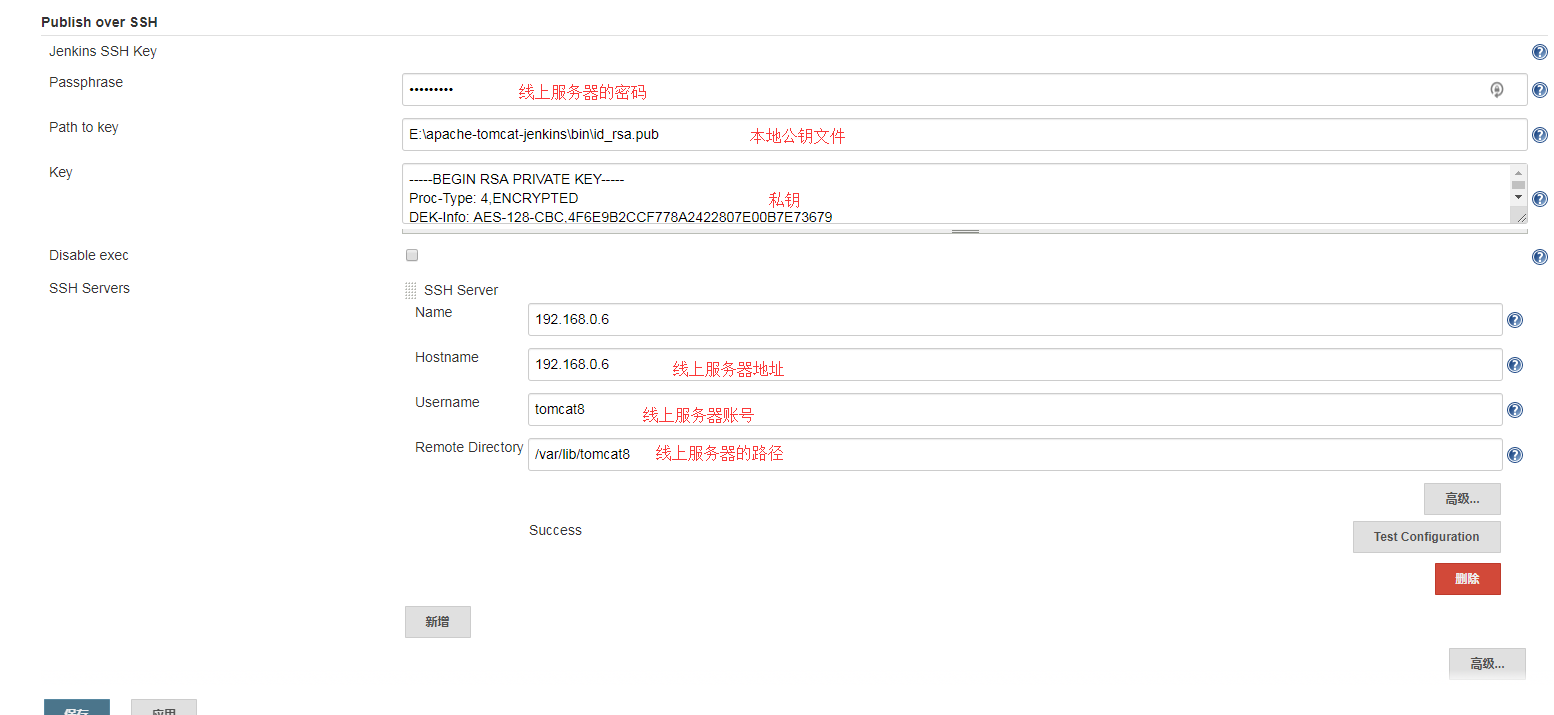 Publish over SSH
Jenkins SSH Key
Passphrase
••••••••• 线上服务器的密码
Path to key
E:\apache-tomcat-jenkins\bin\id_rsa.pub 本地公钥文件
Key
-----BEGIN RSA PRIVATE KEY-----
Proc-Type: 4,ENCRYPTED 私钥
DEK-Info: AES-128-CBC,4F6E9B2CCF778A2422807E00B7E73679
Disable exec
SSH Servers
SSH Server
Name 192.168.0.6
Hostname 192.168.0.6 线上服务器地址
Username tomcat8 线上服务器账号
Remote Directory /var/lib/tomcat8 线上服务器的路径
高级...
Success
Test Configuration
删除
新增
高级...
保存 应用